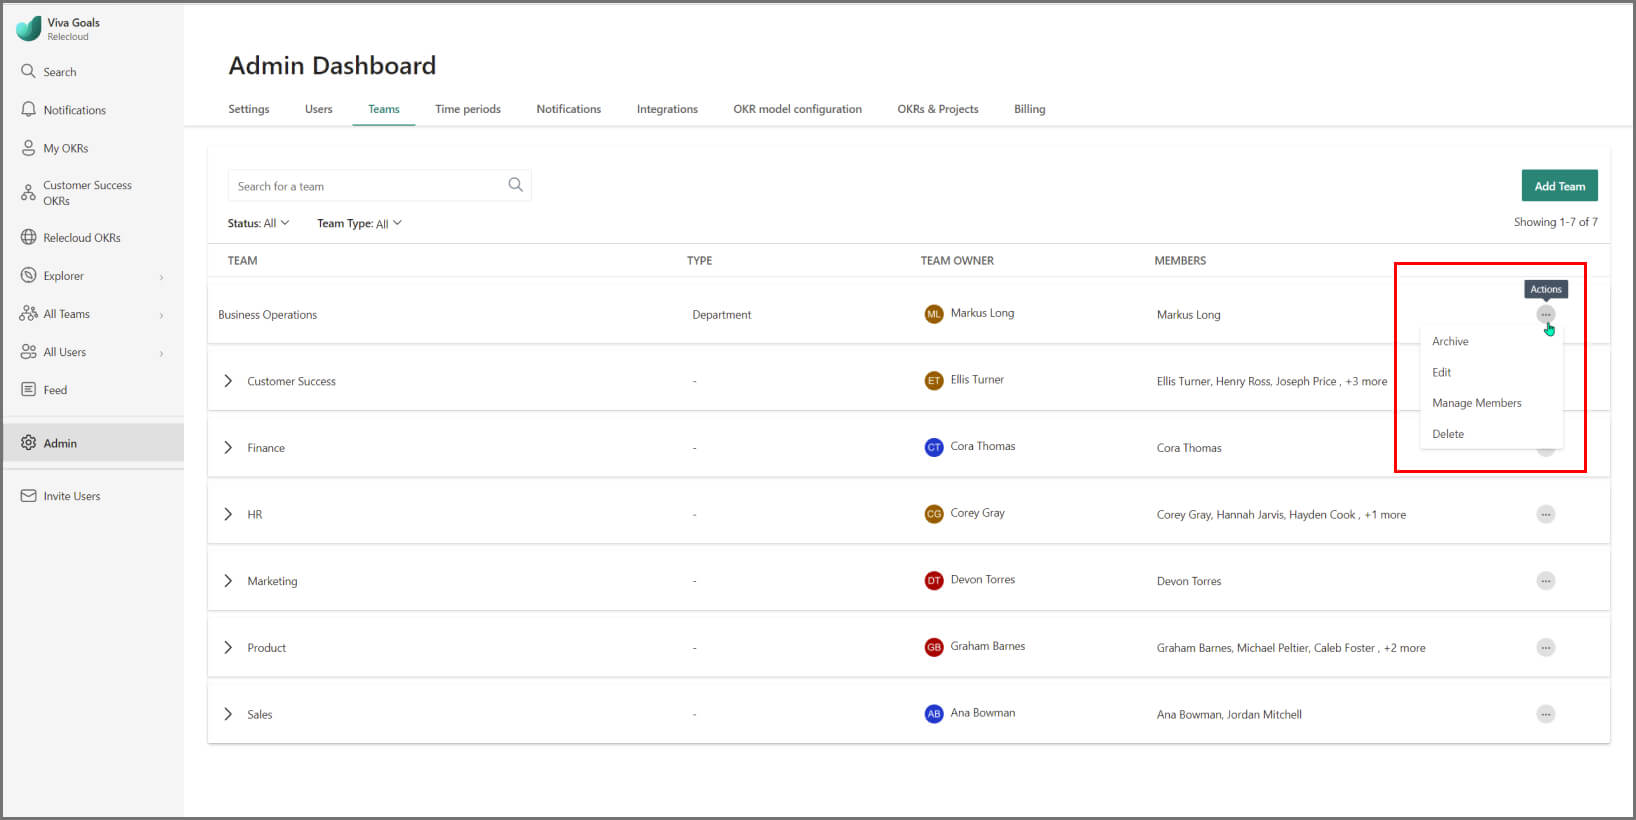 Viva Goals
Relecloud
Search
Notifications
My OKRs
Customer Success
OKRs
Relecloud OKRs
Explorer
All Teams
All Users
Feed
Admin
Invite Users
Admin Dashboard
Settings Users Teams Time periods Notifications Integrations OKR model configuration OKRs & Projects Billing
Search for a team
Add Team
Status: All Team Type: All
Showing 1-7 of 7
TEAM TYPE TEAM OWNER MEMBERS
Actions
Business Operations Department ML Markus Long Markus Long ...
Archive
Edit
Manage Members
Delete
Customer Success - ET Ellis Turner Ellis Turner, Henry Ross, Joseph Price , +3 more
Finance - CT Cora Thomas Cora Thomas
HR - CG Corey Gray Corey Gray, Hannah Jarvis, Hayden Cook , +1 more ...
Marketing - DT Devon Torres Devon Torres ...
Product - GB Graham Barnes Graham Barnes, Michael Peltier, Caleb Foster , +2 more ...
Sales - AB Ana Bowman Ana Bowman, Jordan Mitchell ...